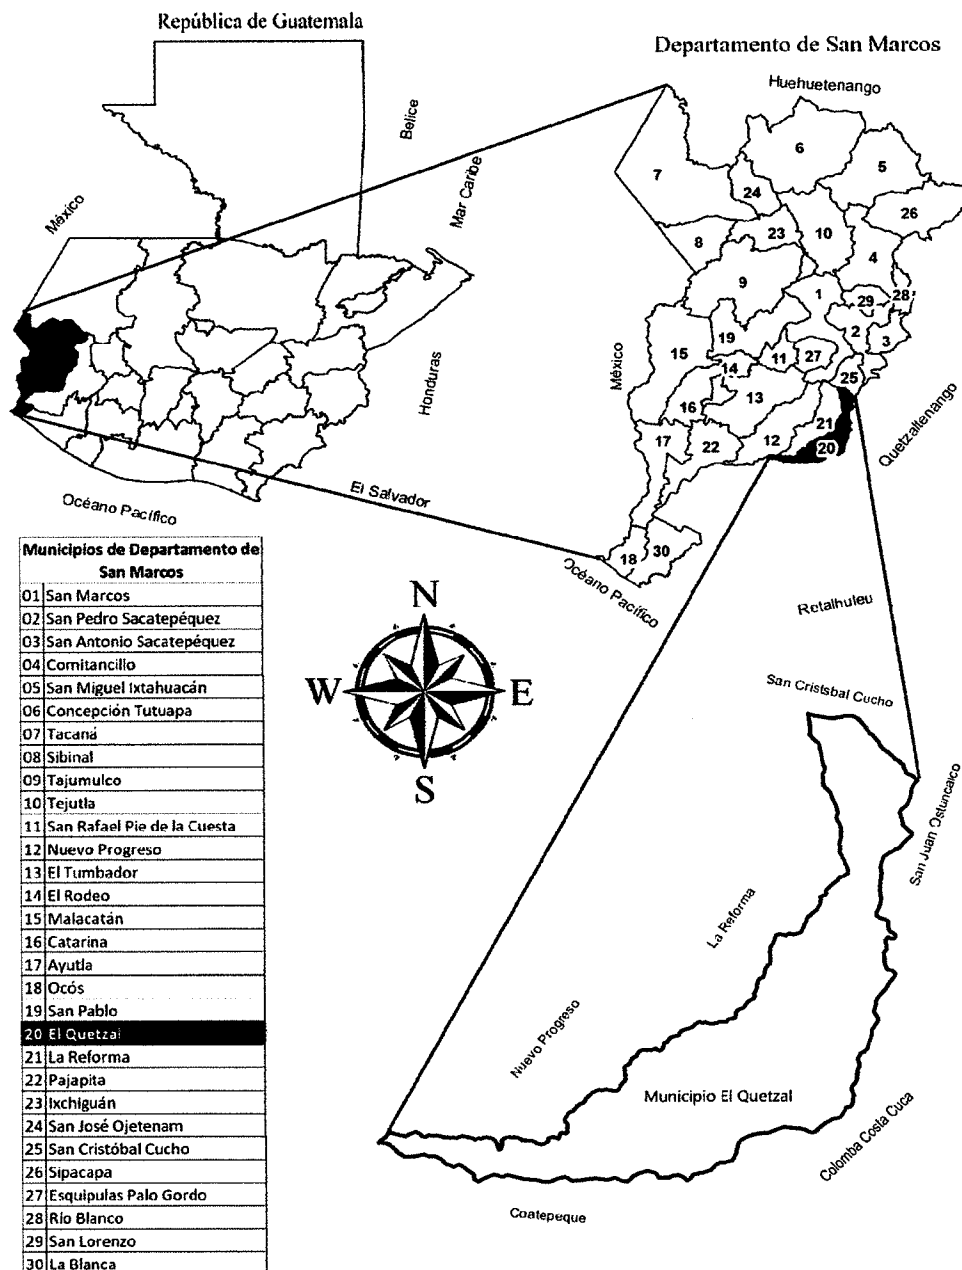 República de Guatemala
Departamento de San Marcos
Huehuetenango
Belice
Mar Caribe
México
Honduras
El Salvador
Océano Pacífico
México
Quetzaltenango
Océano Pacífico
Retalhuleu
6
5
7
24
26
8
23
10
4
9
1
29
28
2
3
19
15
14
11
27
25
13
16
21
17
22
12
20
18
30
Municipios de Departamento de
San Marcos
01 San Marcos
02 San Pedro Sacatepéquez
03 San Antonio Sacatepéquez
04 Comitancillo
05 San Miguel Ixtahuacán
06 Concepción Tutuapa
07 Tacaná
08 Sibinal
09 Tajumulco
10 Tejutla
11 San Rafael Pie de la Cuesta
12 Nuevo Progreso
13 El Tumbador
14 El Rodeo
15 Malacatán
16 Catarina
17 Ayutla
18 Ocós
19 San Pablo
20 El Quetzal
21 La Reforma
22 Pajapita
23 Ixchiguán
24 San José Ojetenam
25 San Cristóbal Cucho
26 Sipacapa
27 Esquipulas Palo Gordo
28 Río Blanco
29 San Lorenzo
30 La Blanca
N
W
E
S
San Cristsbal Cucho
San Juan Ostuncalco
La Reforma
Nuevo Progreso
Municipio El Quetzal
Colomba Costa Cuca
Coatepeque